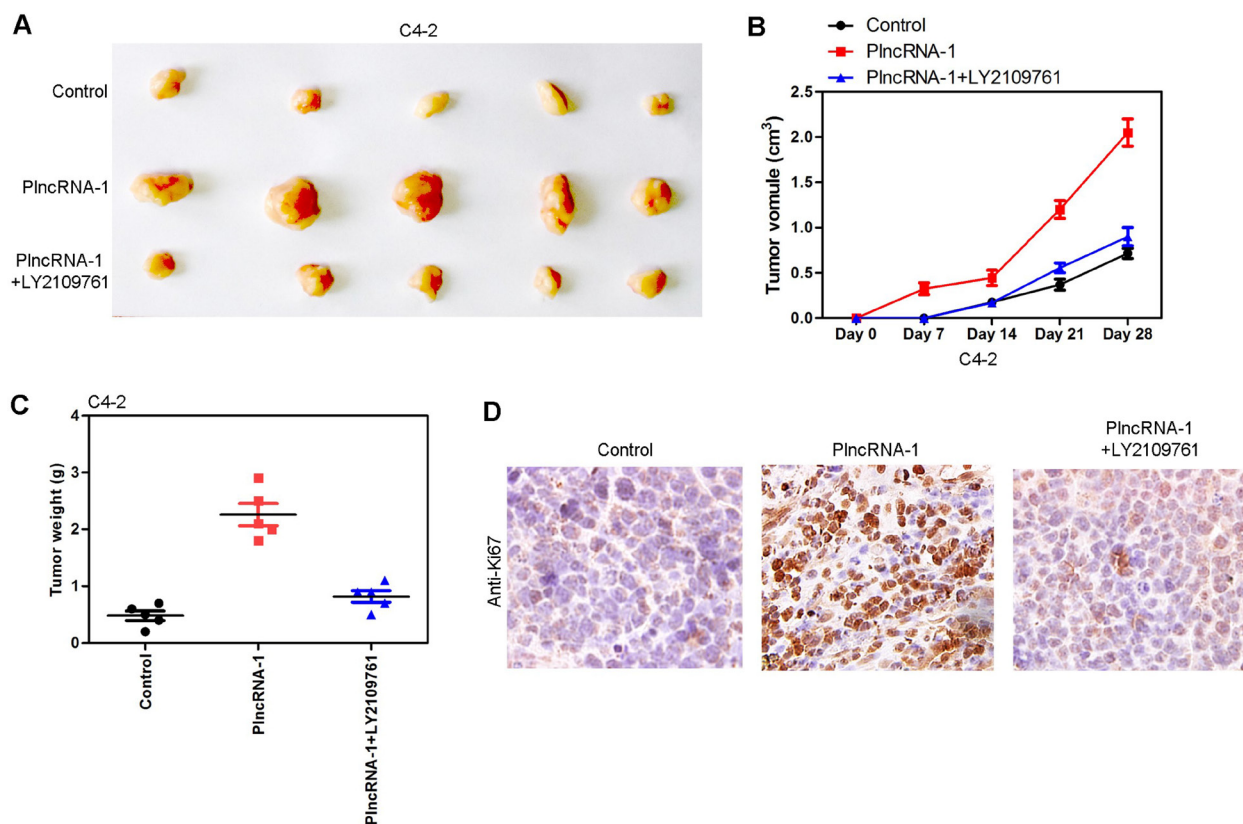 A
C4-2
Control
PlncRNA-1
PlncRNA-1
+LY2109761
B
Control
PlncRNA-1
PlncRNA-1+LY2109761
Tumor vomule (cm³)
2.5
2.0
1.5
1.0
0.5
0.0
Day 0 Day 7 Day 14 Day 21 Day 28
C4-2
C
C4-2
Tumor weight (g)
4
3
2
1
0
Control
PlncRNA-1
PlncRNA-1+LY2109761
D
Control
PlncRNA-1
PlncRNA-1
+LY2109761
Anti-Ki67